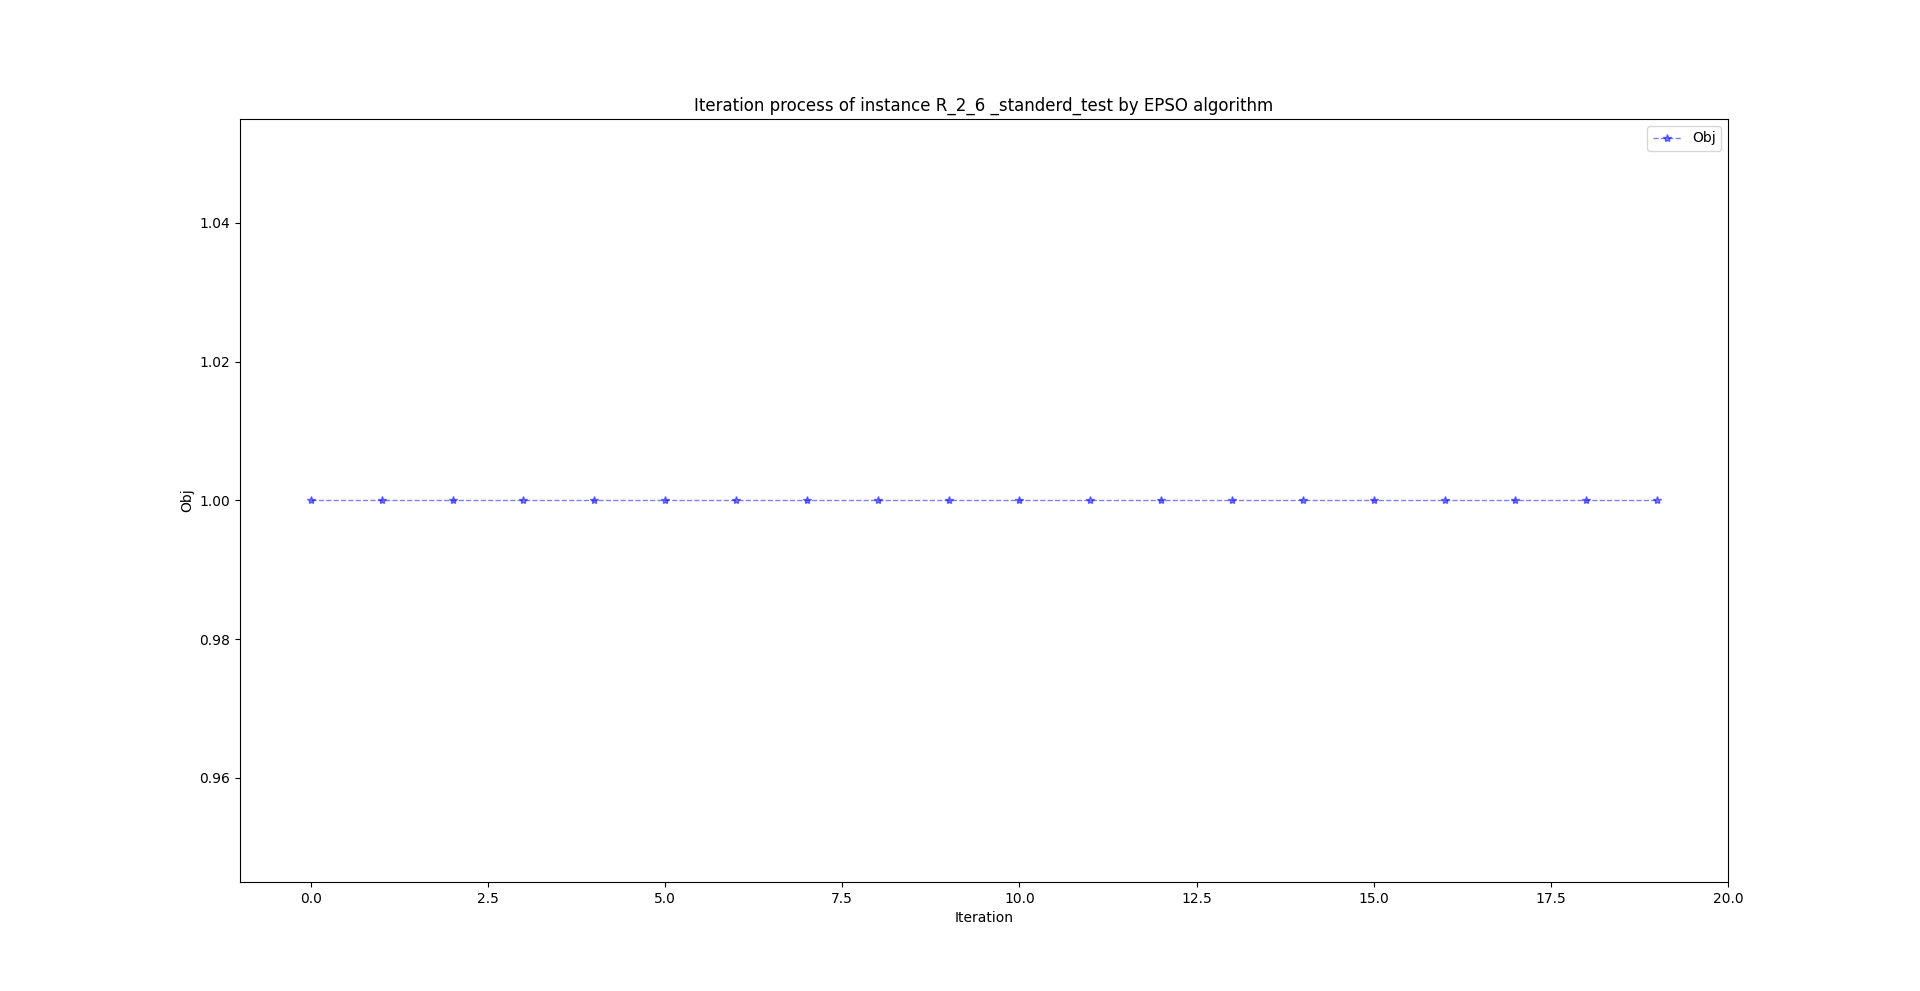 Iteration process of instance R_2_6 _standerd_test by EPSO algorithm
Obj
1.04
1.02
1.00
0.98
0.96
Obj
0.0 2.5 5.0 7.5 10.0 12.5 15.0 17.5 20.0
Iteration